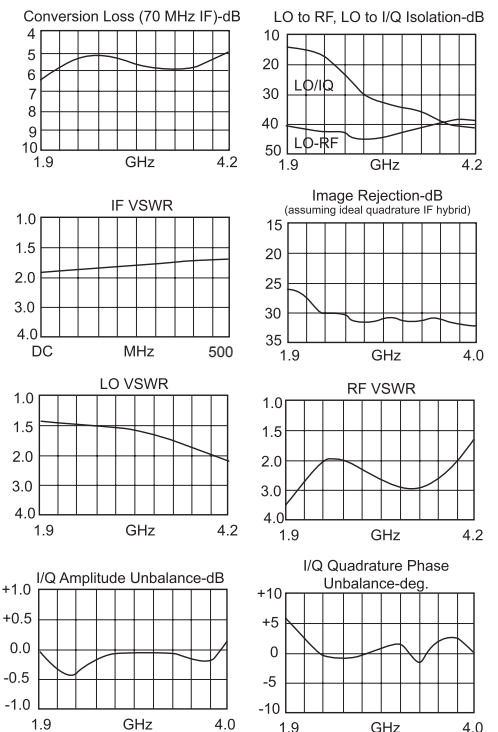 Conversion Loss (70 MHz IF)-dB
4
5
6
7
8
9
10
1.9 GHz 4.2
LO to RF, LO to I/Q Isolation-dB
10
20
30
40
50
LO/IQ
LO-RF
1.9 GHz 4.2
IF VSWR
1.0
1.5
2.0
3.0
4.0
DC MHz 500
Image Rejection-dB
(assuming ideal quadrature IF hybrid)
15
20
25
30
35
1.9 GHz 4.0
LO VSWR
1.0
1.5
2.0
3.0
4.0
1.9 GHz 4.2
RF VSWR
1.0
1.5
2.0
3.0
4.0
1.9 GHz 4.2
I/Q Amplitude Unbalance-dB
+1.0
+0.5
0.0
-0.5
-1.0
1.9 GHz 4.0
I/Q Quadrature Phase
Unbalance-deg.
+10
+5
0
-5
-10
1.9 GHz 4.0